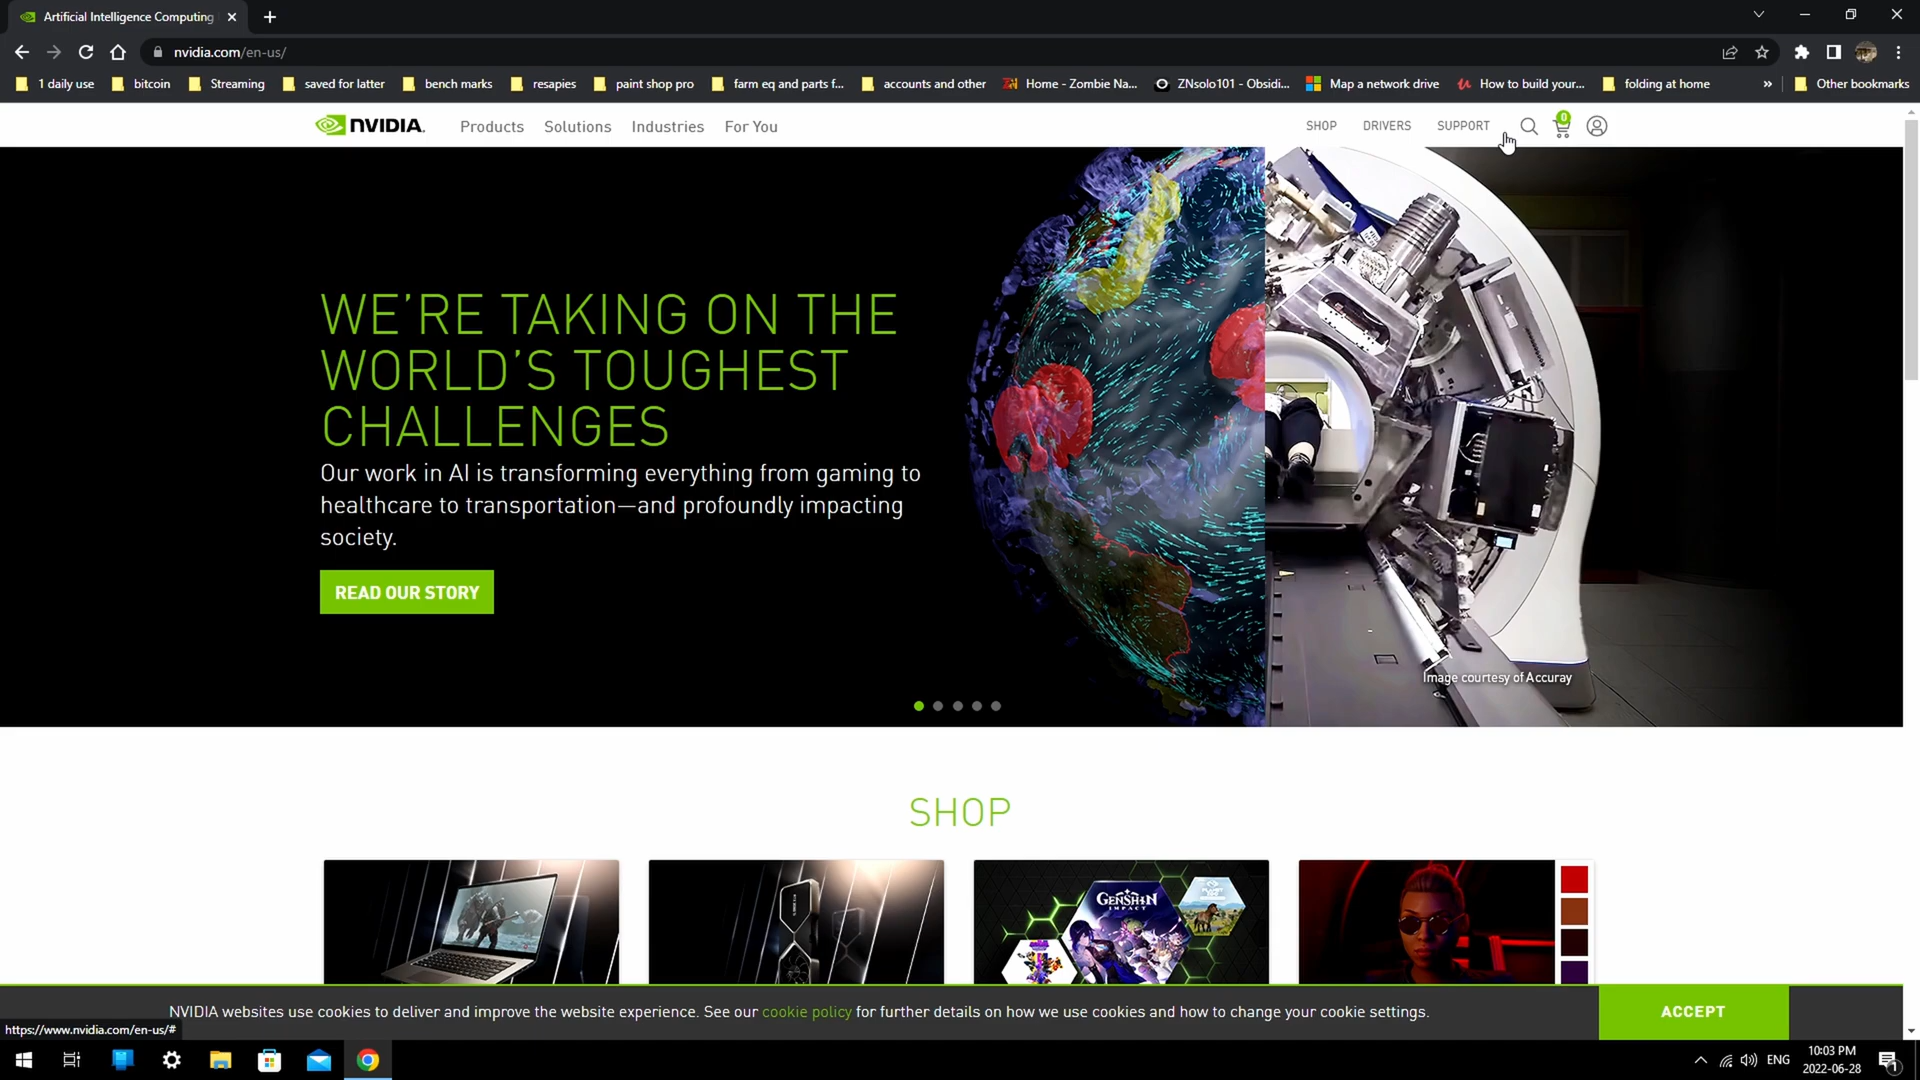 Artificial Intelligence Computing
nvidia.com/en-us/
1 daily use
bitcoin
Streaming
saved for latter
bench marks
resapies
paint shop pro
farm eq and parts f...
accounts and other
Home - Zombie Na...
ZNsolo101 - Obsidi...
Map a network drive
How to build your...
folding at home
»
Other bookmarks
NVIDIA.
Products
Solutions
Industries
For You
SHOP
DRIVERS
SUPPORT
0
WE'RE TAKING ON THE
WORLD'S TOUGHEST
CHALLENGES
Our work in AI is transforming everything from gaming to
healthcare to transportation—and profoundly impacting
society.
READ OUR STORY
Image courtesy of Accuray
SHOP
GENSHIN
IMPACT
NVIDIA websites use cookies to deliver and improve the website experience. See our cookie policy for further details on how we use cookies and how to change your cookie settings.
ACCEPT
https://www.nvidia.com/en-us/#
ENG
10:03 PM
2022-06-28
1